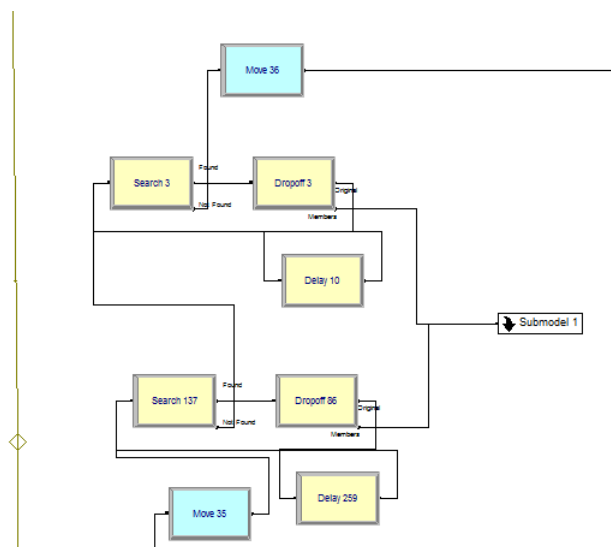 Move 36
Found
Search 3
Dropoff 3
Original
Not Found
Members
Delay 10
Submodel 1
Found
Search 137
Dropoff 86
Original
Not Found
Members
Delay 259
Move 35